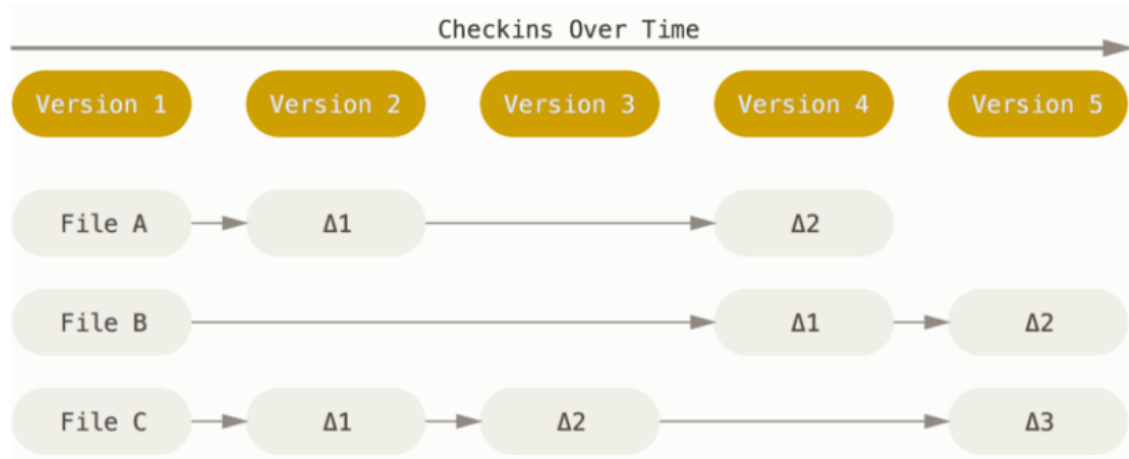 Checkins Over Time
Version 1 Version 2 Version 3 Version 4 Version 5
File A Δ1 Δ2
File B Δ1 Δ2
File C Δ1 Δ2 Δ3